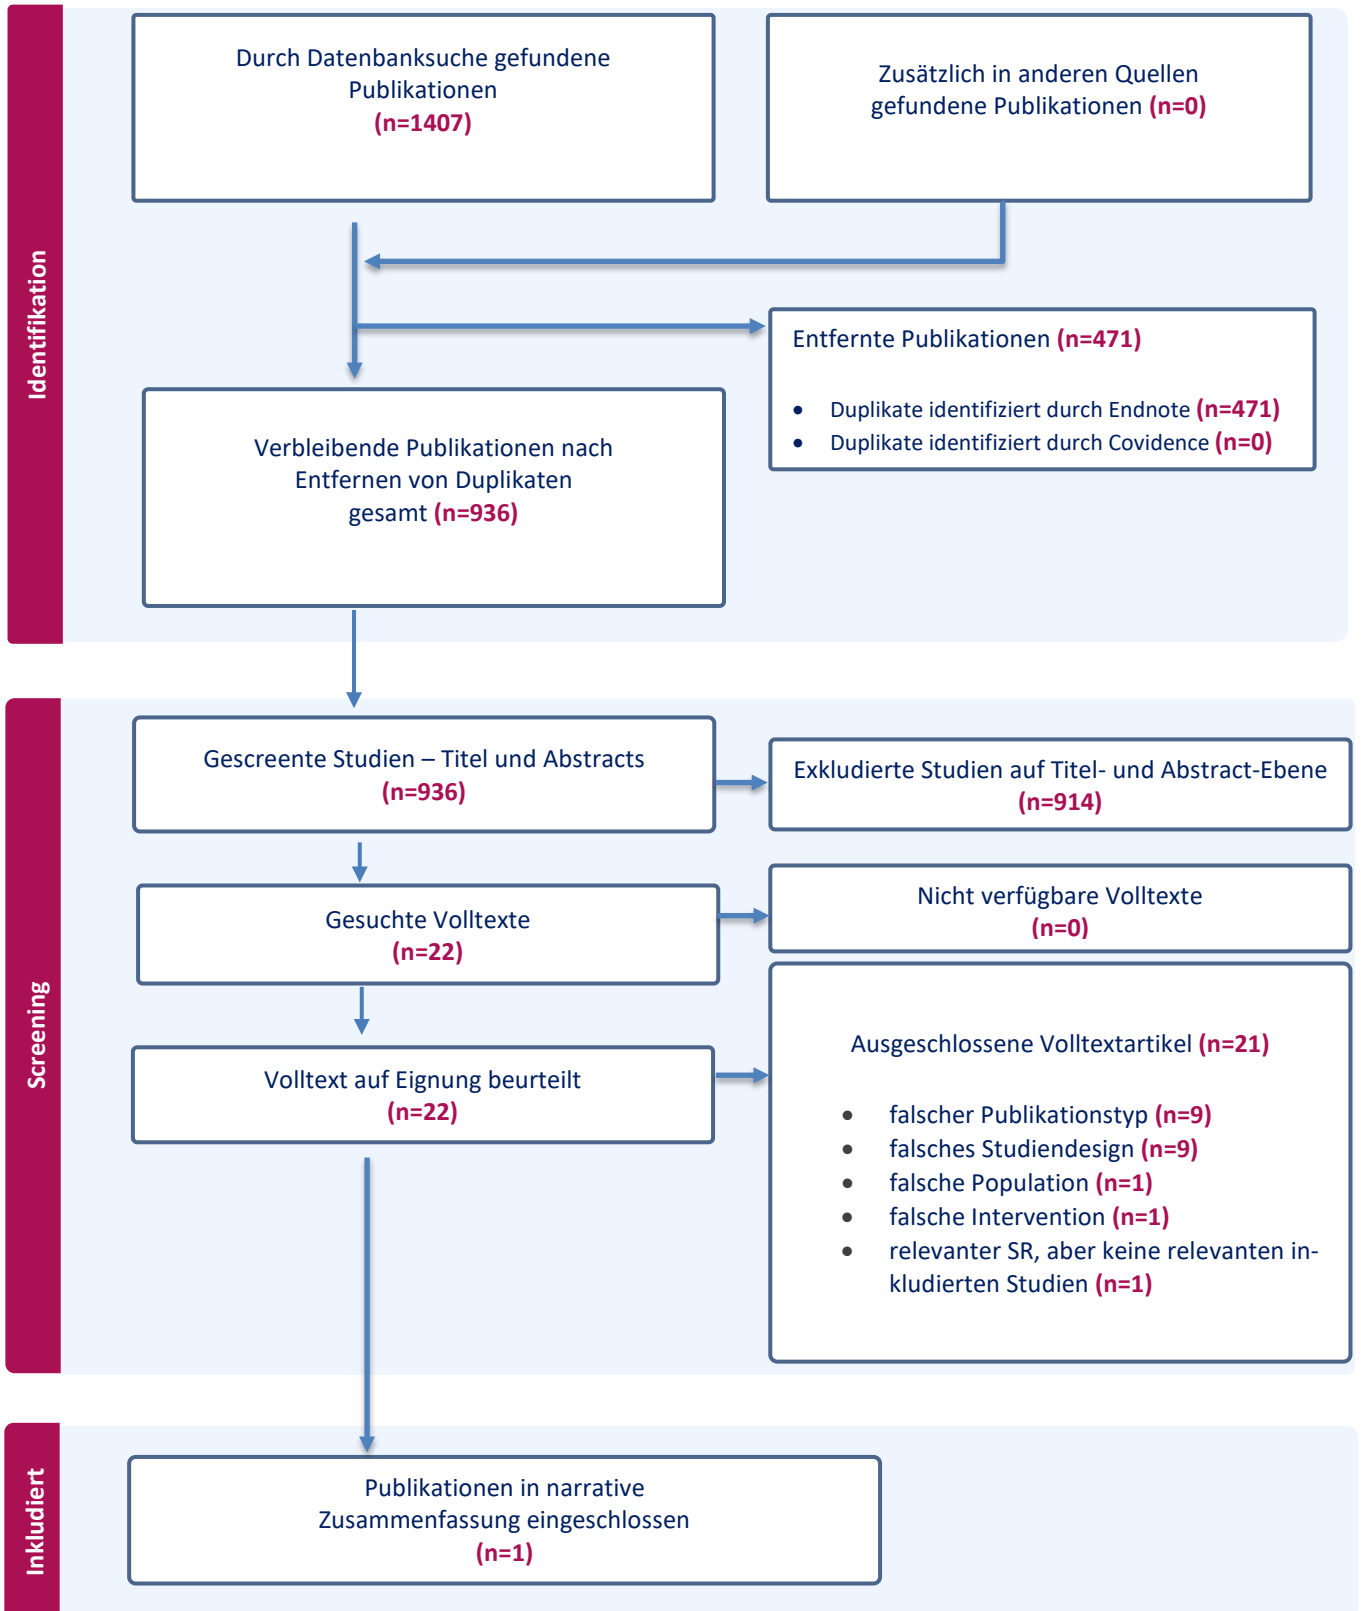 Identifikation
Durch Datenbanksuche gefundene
Publikationen
(n=1407)
Zusätzlich in anderen Quellen
gefundene Publikationen (n=0)
Entfernte Publikationen (n=471)
• Duplikate identifiziert durch Endnote (n=471)
• Duplikate identifiziert durch Covidence (n=0)
Verbleibende Publikationen nach
Entfernen von Duplikaten
gesamt (n=936)
Screening
Gescreente Studien – Titel und Abstracts
(n=936)
Exkludierte Studien auf Titel- und Abstract-Ebene
(n=914)
Gesuchte Volltexte
(n=22)
Nicht verfügbare Volltexte
(n=0)
Volltext auf Eignung beurteilt
(n=22)
Ausgeschlossene Volltextartikel (n=21)
• falscher Publikationstyp (n=9)
• falsches Studiendesign (n=9)
• falsche Population (n=1)
• falsche Intervention (n=1)
• relevanter SR, aber keine relevanten in-
kludierten Studien (n=1)
Inkludiert
Publikationen in narrative
Zusammenfassung eingeschlossen
(n=1)